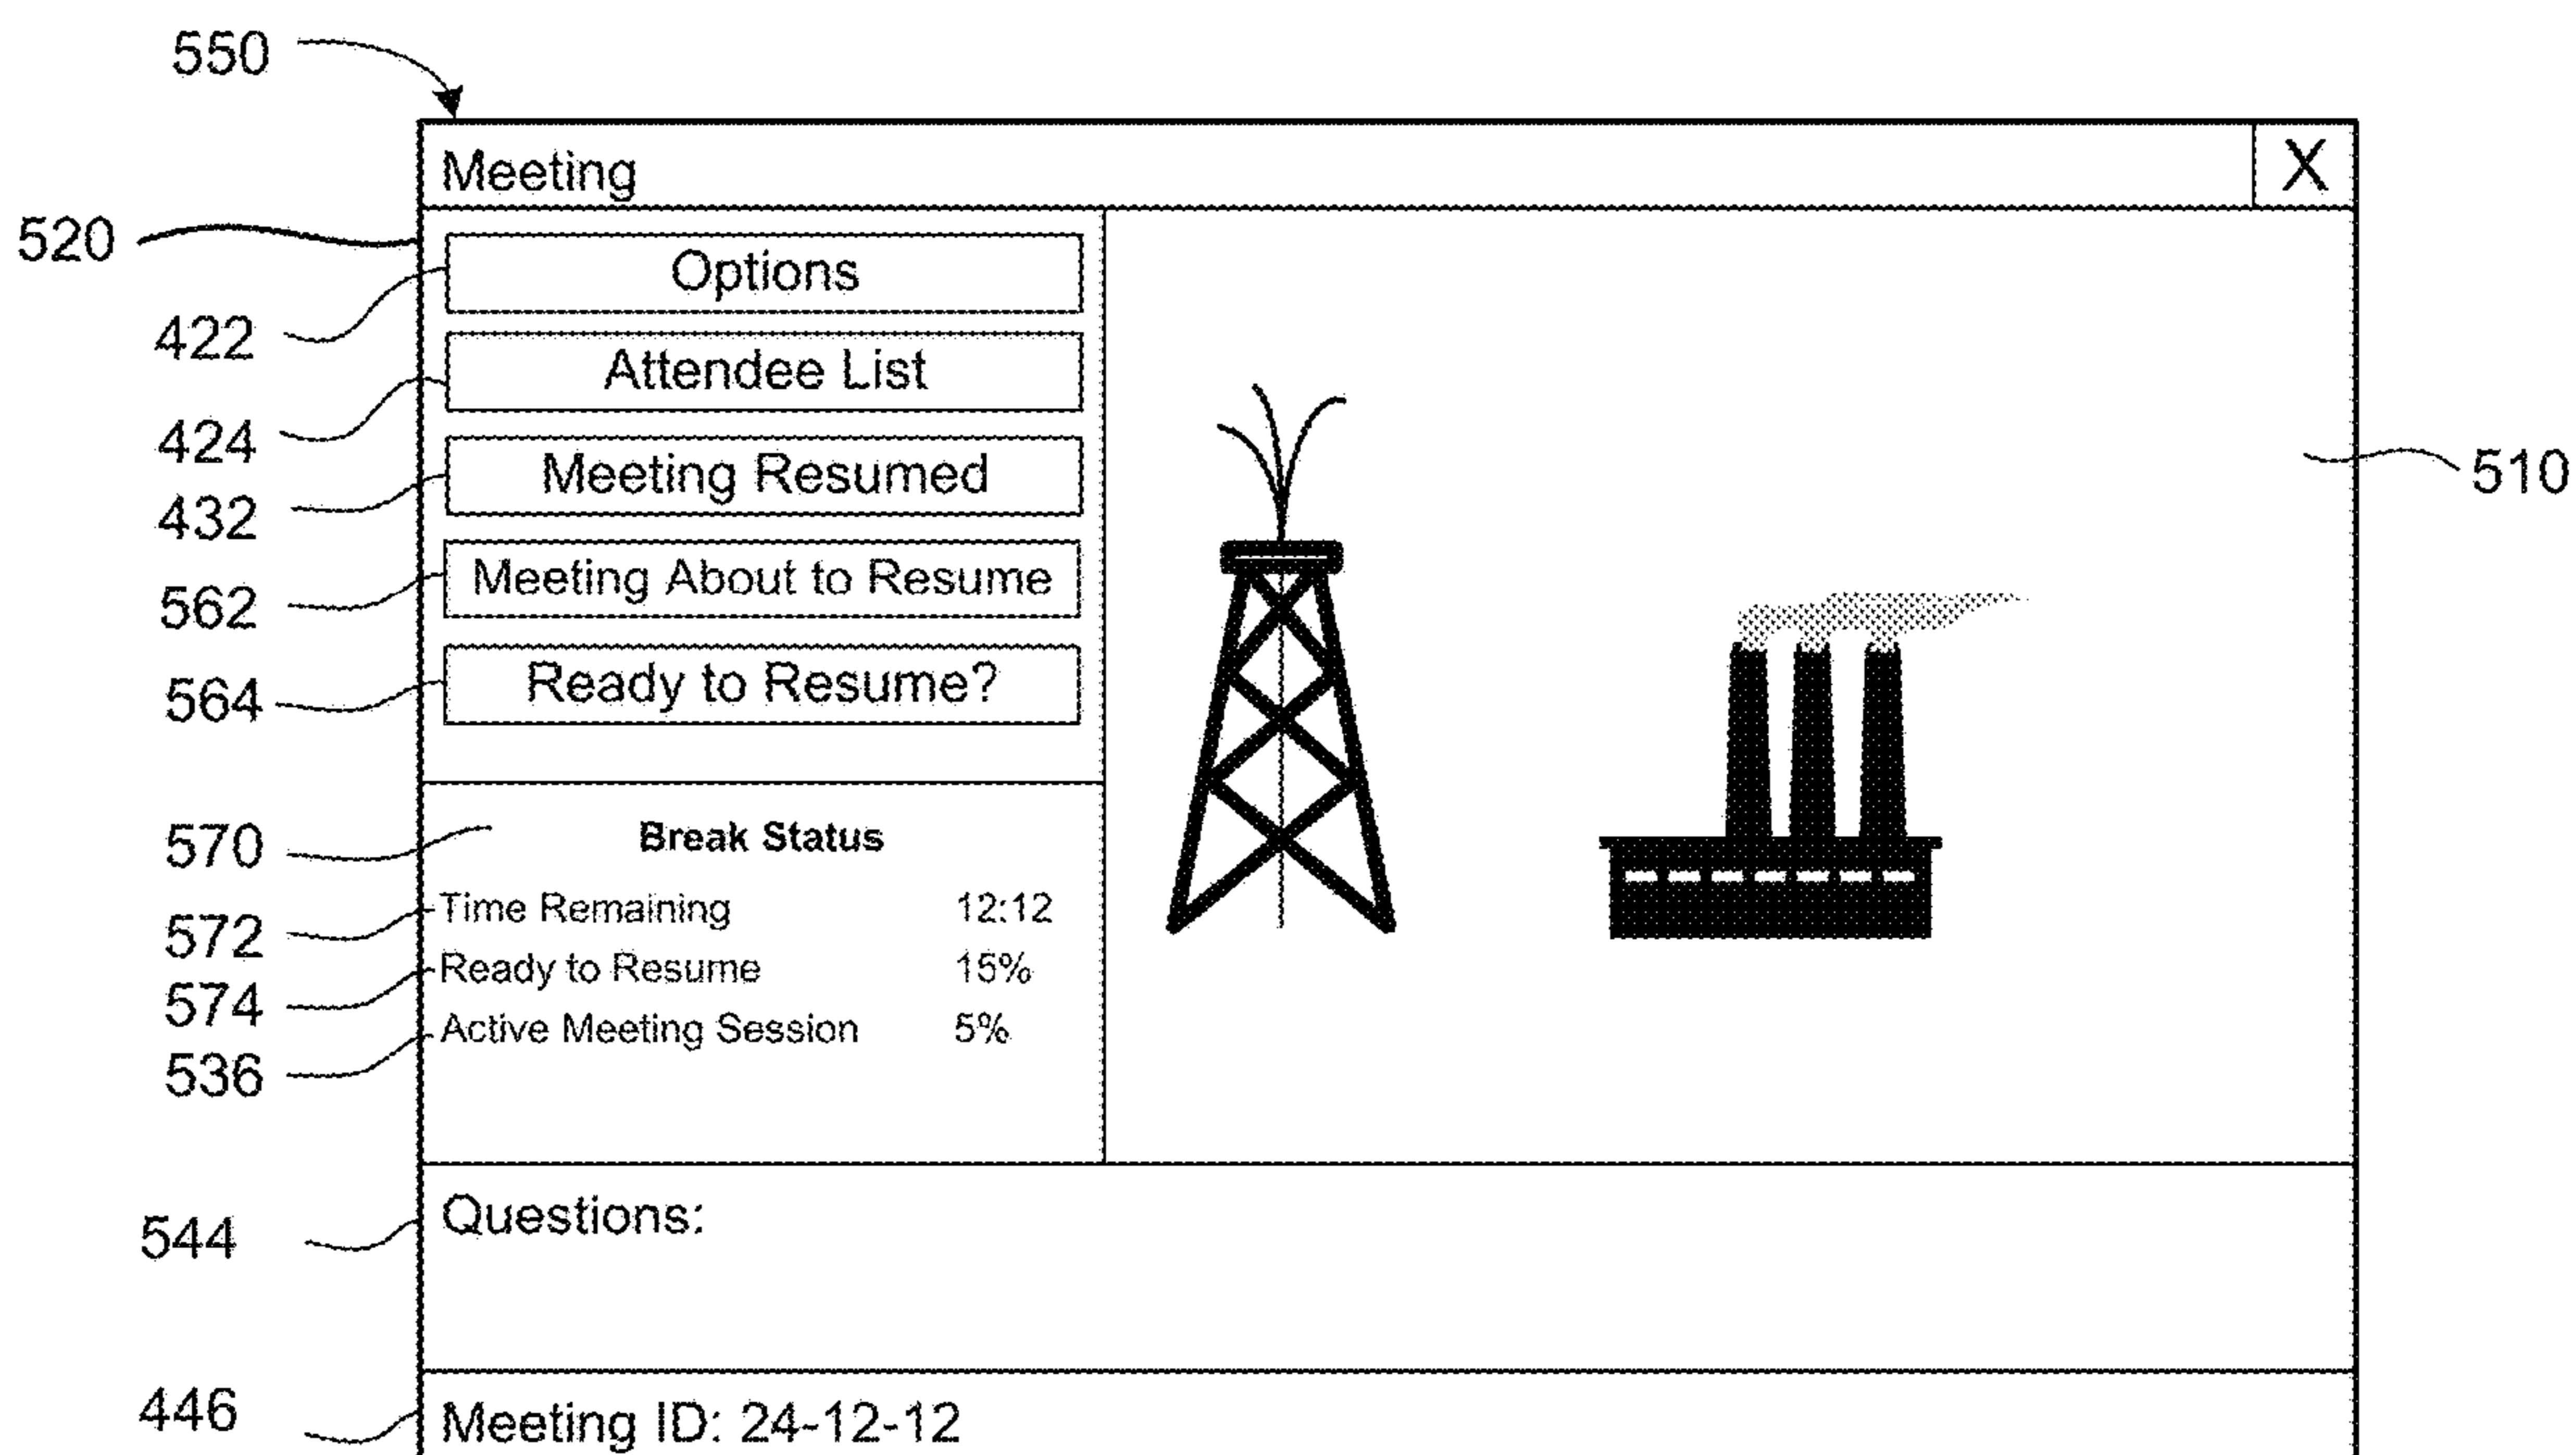 550
Meeting X
520
Options
422
Attendee List
424
Meeting Resumed
432
510
Meeting About to Resume
562
Ready to Resume?
564
570 Break Status
Time Remaining 12:12
572
Ready to Resume 15%
574
Active Meeting Session 5%
536
Questions:
544
446
Meeting ID: 24-12-12